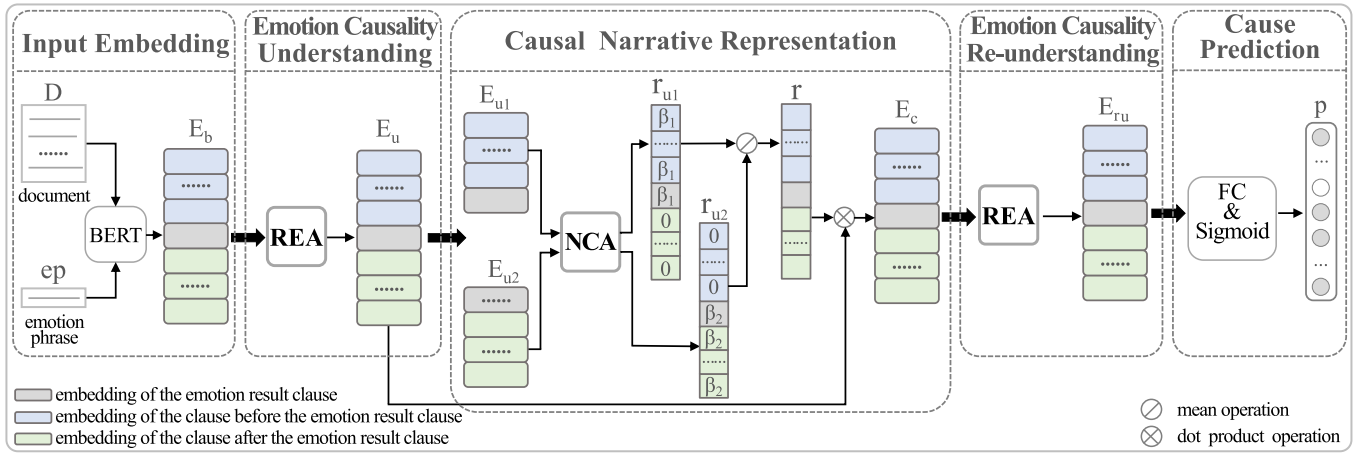 Input Embedding
Emotion Causality
Understanding
Causal Narrative Representation
Emotion Causality
Re-understanding
Cause
Prediction
D
......
document
ep
emotion
phrase
BERT
E_b
......
......
REA
E_u
......
......
E_u1
......
E_u2
......
......
NCA
r_u1
β_1
......
β_1
β_1
0
......
0
r_u2
0
......
0
β_2
β_2
......
β_2
r
......
......
E_c
......
......
REA
E_ru
......
......
FC
&
Sigmoid
p
...
...
embedding of the emotion result clause
embedding of the clause before the emotion result clause
embedding of the clause after the emotion result clause
mean operation
dot product operation